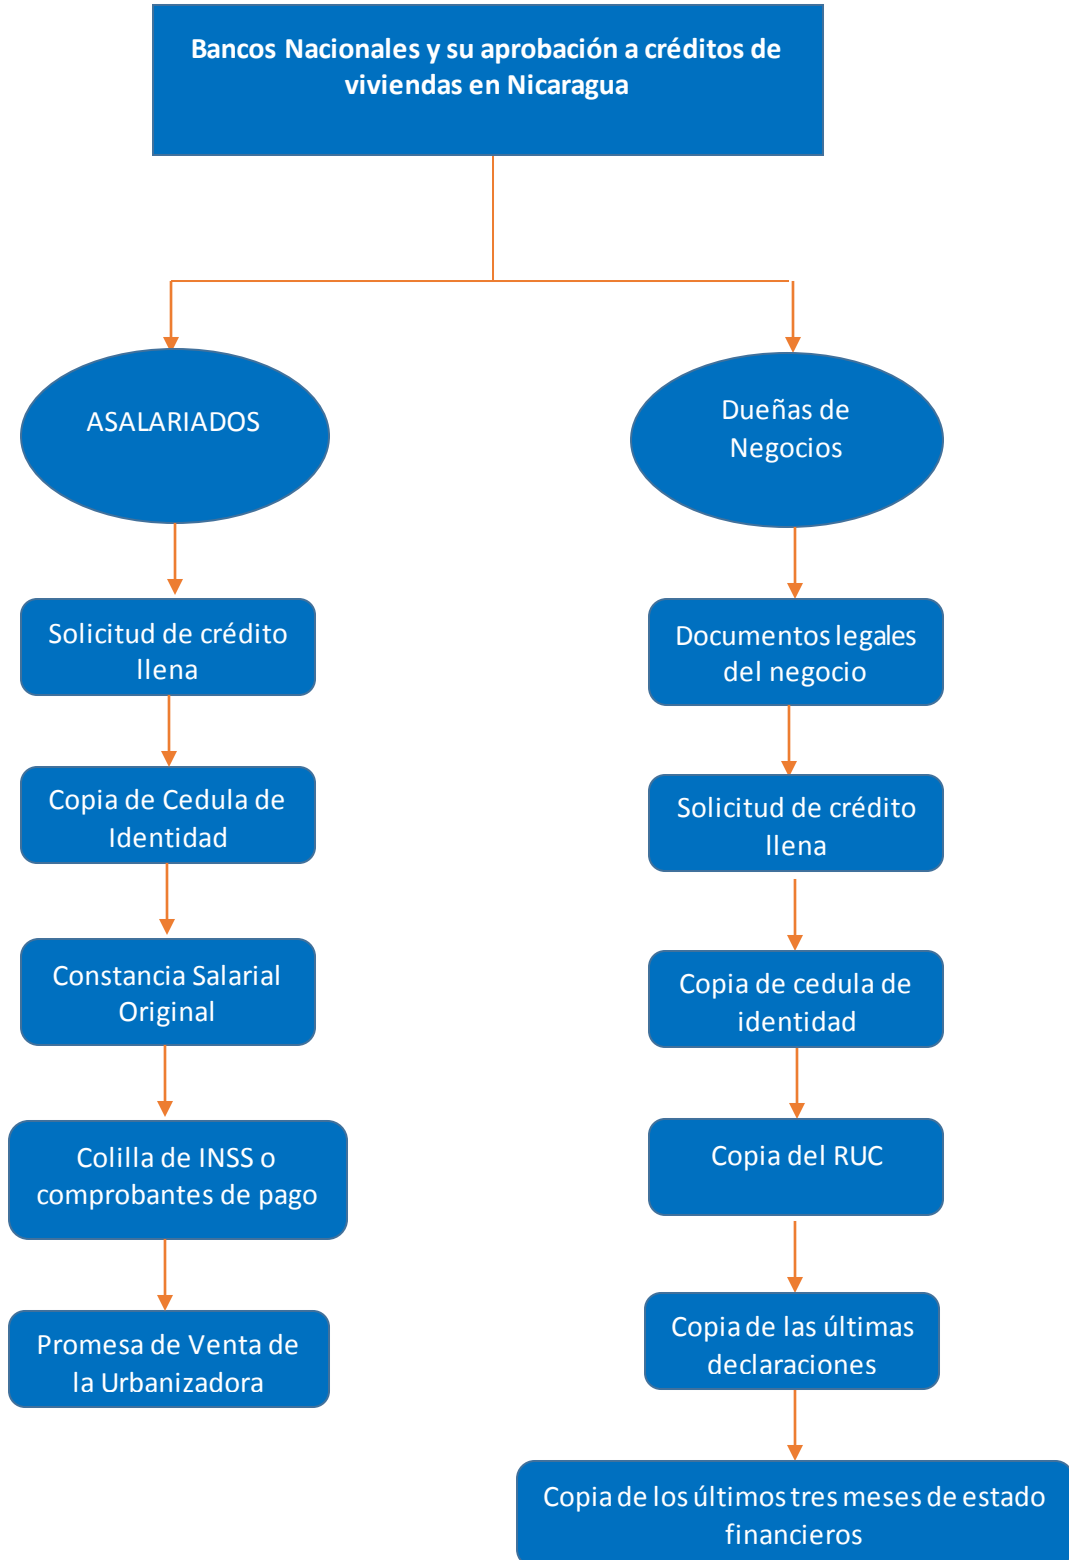 Bancos Nacionales y su aprobación a créditos de
viviendas en Nicaragua
ASALARIADOS
Solicitud de crédito
llena
Copia de Cedula de
Identidad
Constancia Salarial
Original
Colilla de INSS o
comprobantes de pago
Promesa de Venta de
la Urbanizadora
Dueñas de
Negocios
Documentos legales
del negocio
Solicitud de crédito
llena
Copia de cedula de
identidad
Copia del RUC
Copia de las últimas
declaraciones
Copia de los últimos tres meses de estado
financieros